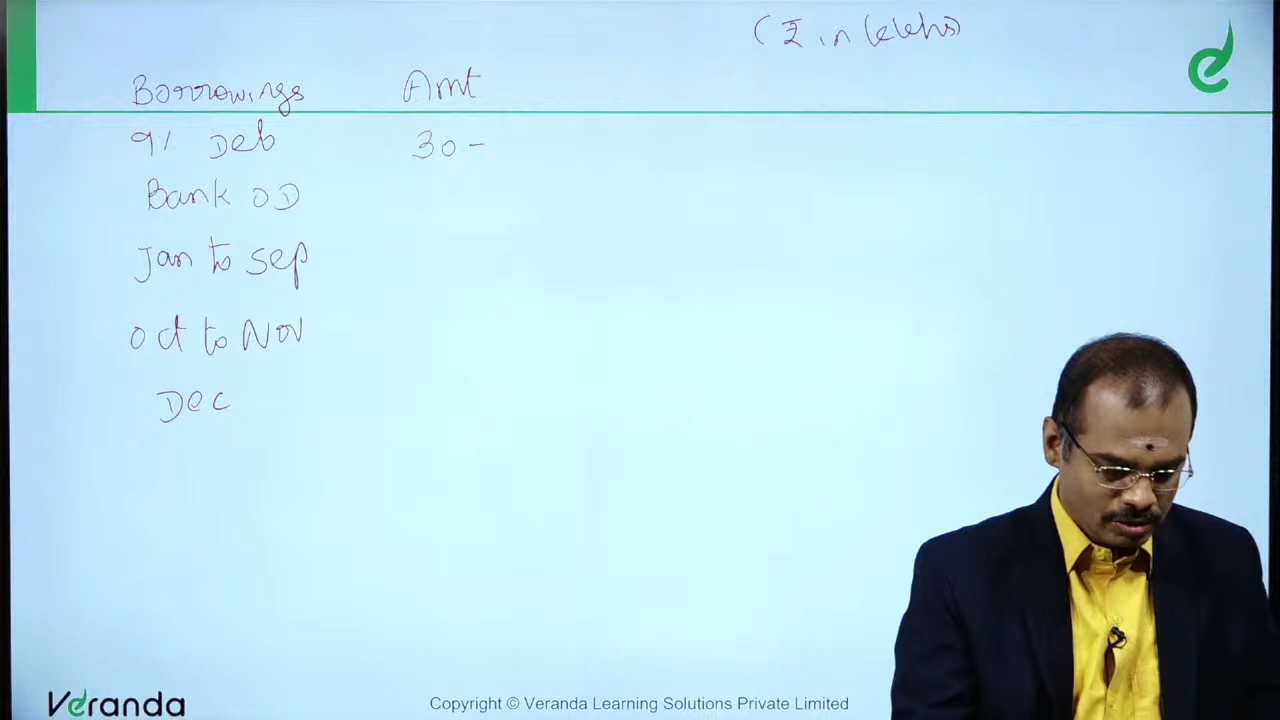 (₹ in lakhs)
Borrowings Amt
9% Deb 30 -
Bank OD
Jan to Sep
Oct to Nov
Dec
Veranda
Copyright © Veranda Learning Solutions Private Limited